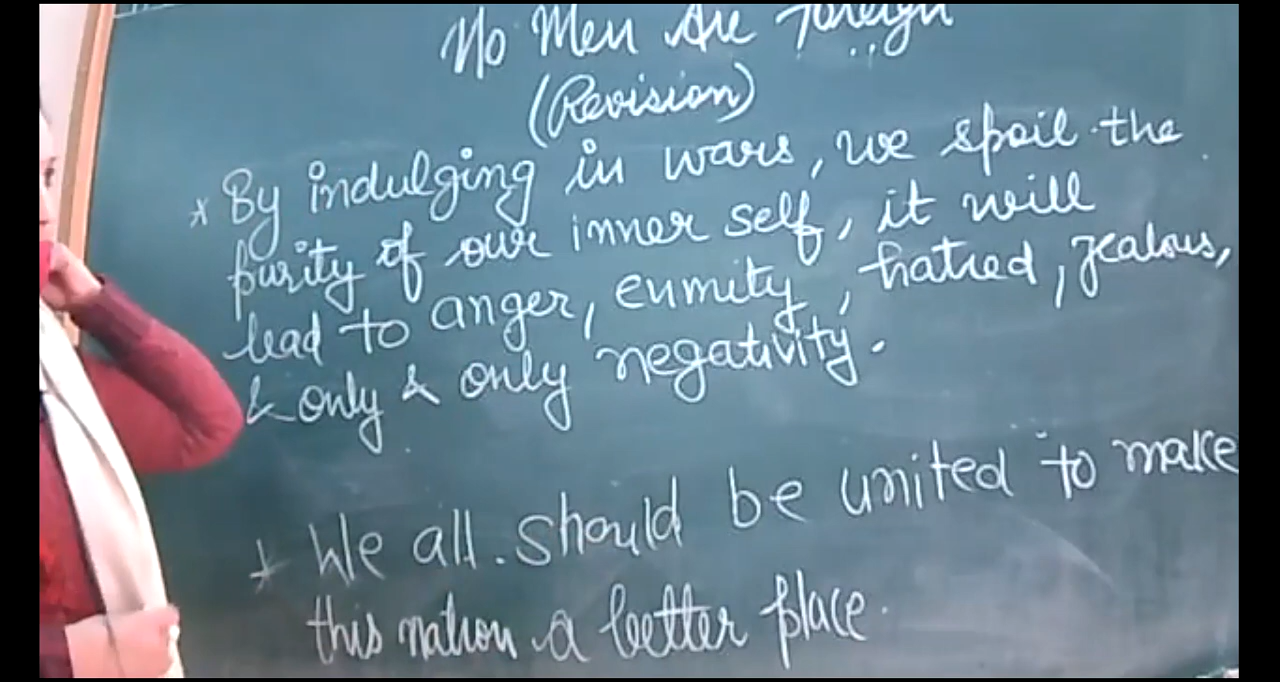 No Men Are Foreign
(Revision)
* By indulging in wars, we spoil the
purity of our inner self, it will
lead to anger, enmity, hatred, jealous,
& only & only negativity.
* We all should be united to make
this nation a better place.